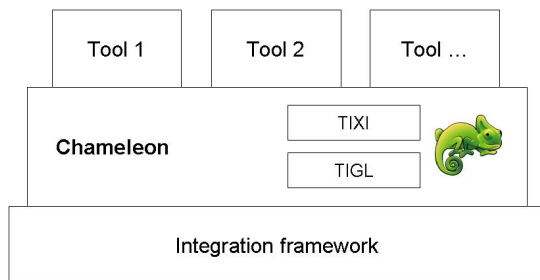 Tool 1
Tool 2
Tool ...
Chameleon
TIXI
TIGL
Integration framework